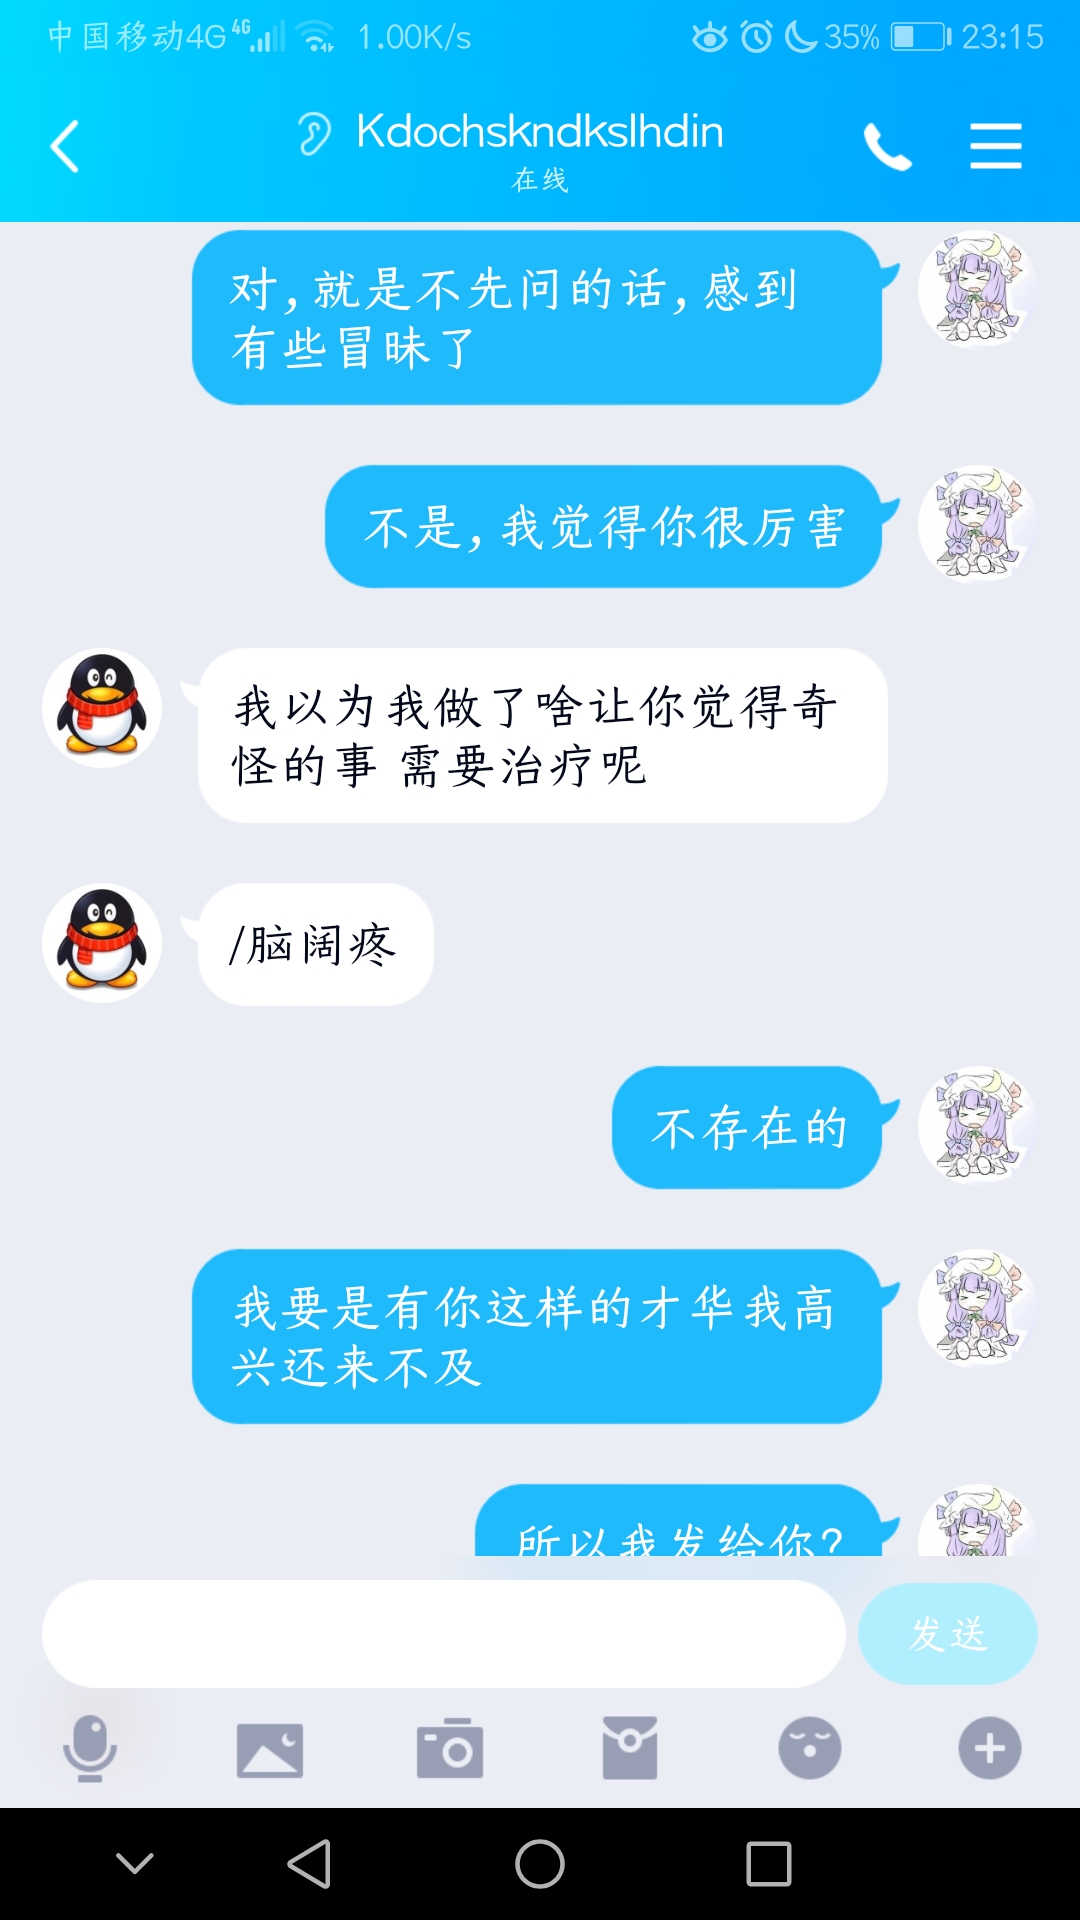 中国移动4G 4G 1.00K/s 35% 23:15
Kdochskndkslhdin
在线
对,就是不先问的话,感到
有些冒昧了
不是,我觉得你很厉害
我以为我做了啥让你觉得奇
怪的事 需要治疗呢
/脑阔疼
不存在的
我要是有你这样的才华我高
兴还来不及
所以我发给你?
发送